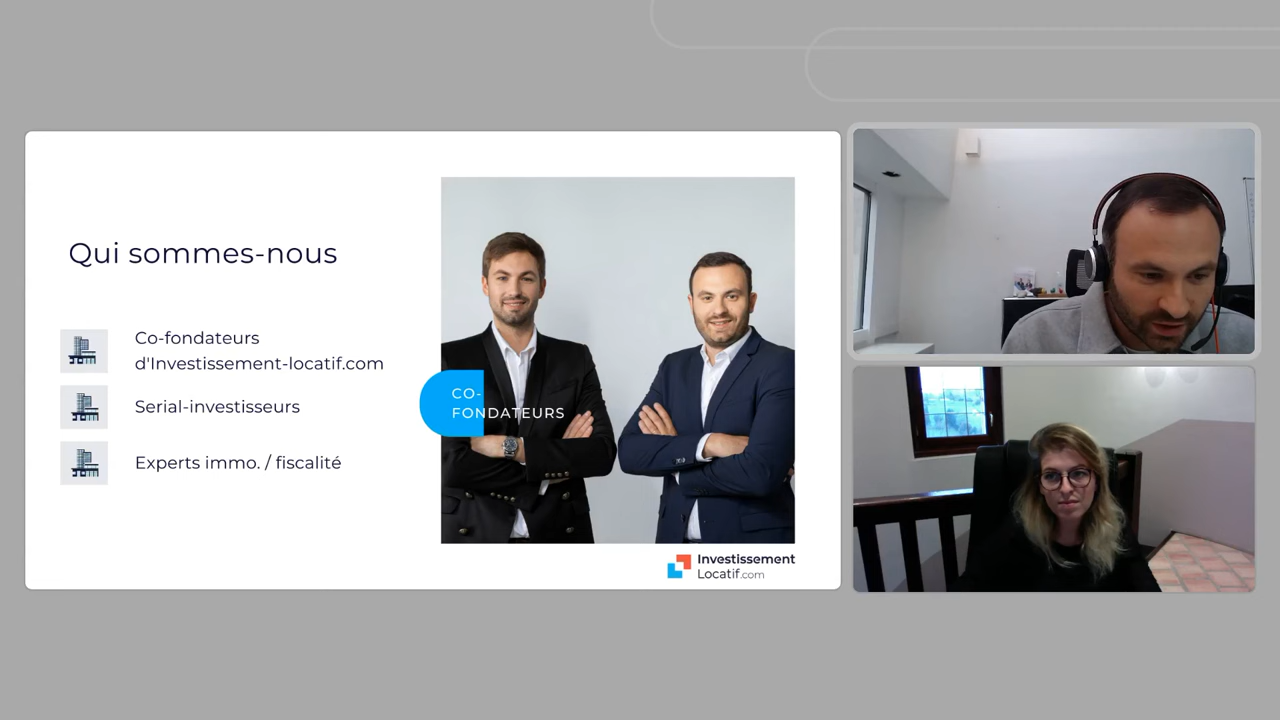 Qui sommes-nous
Co-fondateurs
d'Investissement-locatif.com
Serial-investisseurs
Experts immo. / fiscalité
CO-
FONDATEURS
Investissement
Locatif.com